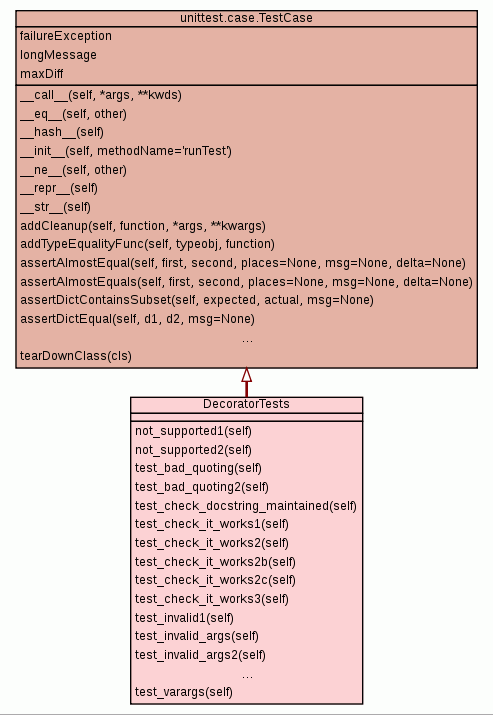 unittest.case.TestCase
failureException
longMessage
maxDiff
__call__(self, *args, **kwds)
__eq__(self, other)
__hash__(self)
__init__(self, methodName='runTest')
__ne__(self, other)
__repr__(self)
__str__(self)
addCleanup(self, function, *args, **kwargs)
addTypeEqualityFunc(self, typeobj, function)
assertAlmostEqual(self, first, second, places=None, msg=None, delta=None)
assertAlmostEquals(self, first, second, places=None, msg=None, delta=None)
assertDictContainsSubset(self, expected, actual, msg=None)
assertDictEqual(self, d1, d2, msg=None)
...
tearDownClass(cls)
DecoratorTests
not_supported1(self)
not_supported2(self)
test_bad_quoting(self)
test_bad_quoting2(self)
test_check_docstring_maintained(self)
test_check_it_works1(self)
test_check_it_works2(self)
test_check_it_works2b(self)
test_check_it_works2c(self)
test_check_it_works3(self)
test_invalid1(self)
test_invalid_args(self)
test_invalid_args2(self)
...
test_varargs(self)